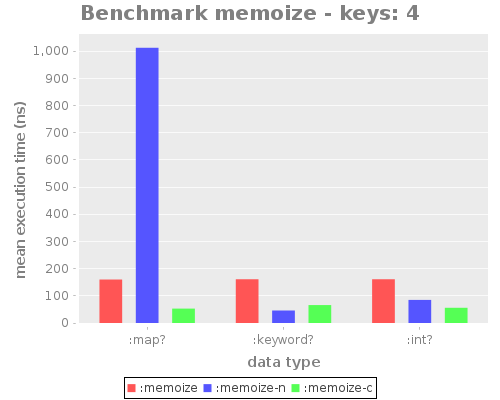 Benchmark memoize - keys: 4
mean execution time (ns)
1,000
900
800
700
600
500
400
300
200
100
0
:map? :keyword? :int?
data type
:memoize :memoize-n :memoize-c